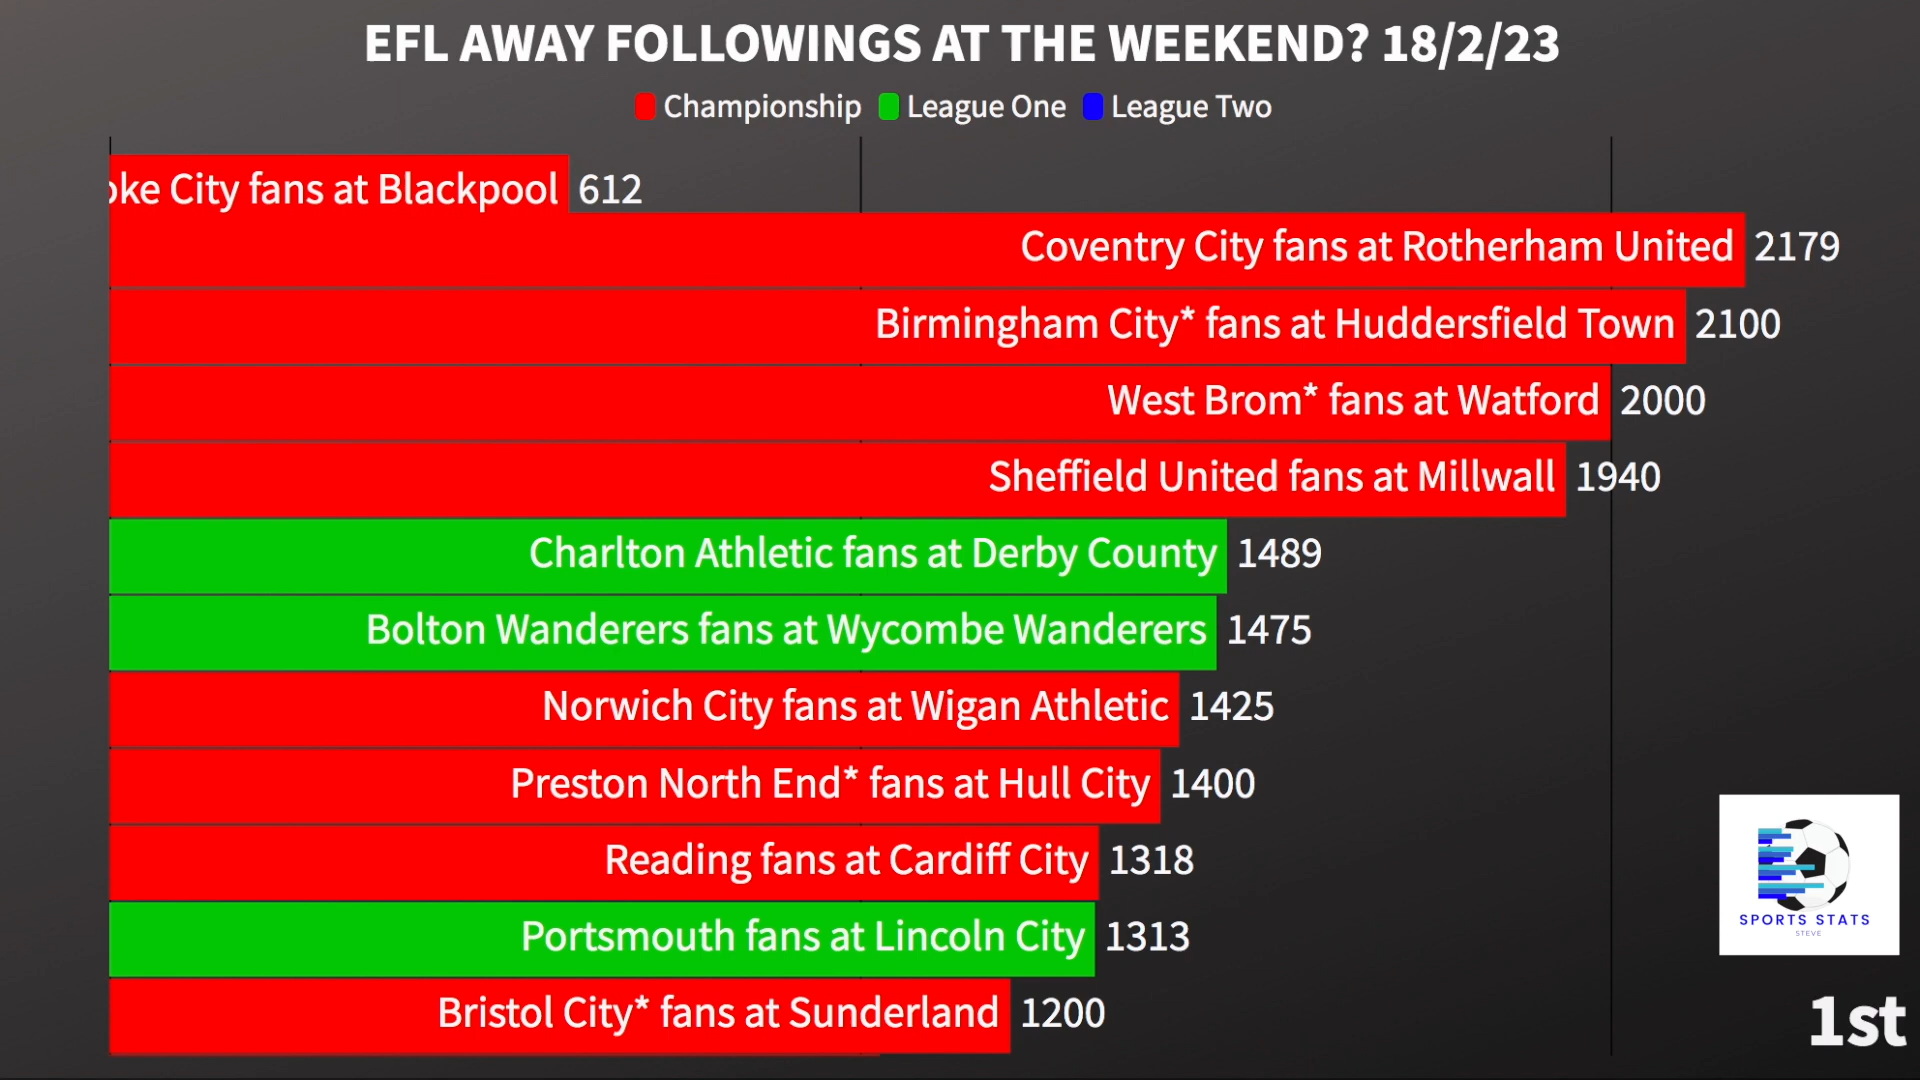 EFL AWAY FOLLOWINGS AT THE WEEKEND? 18/2/23
Championship League One League Two
oke City fans at Blackpool 612
Coventry City fans at Rotherham United 2179
Birmingham City* fans at Huddersfield Town 2100
West Brom* fans at Watford 2000
Sheffield United fans at Millwall 1940
Charlton Athletic fans at Derby County 1489
Bolton Wanderers fans at Wycombe Wanderers 1475
Norwich City fans at Wigan Athletic 1425
Preston North End* fans at Hull City 1400
Reading fans at Cardiff City 1318
Portsmouth fans at Lincoln City 1313
Bristol City* fans at Sunderland 1200
SPORTS STATS
STEVE
1st